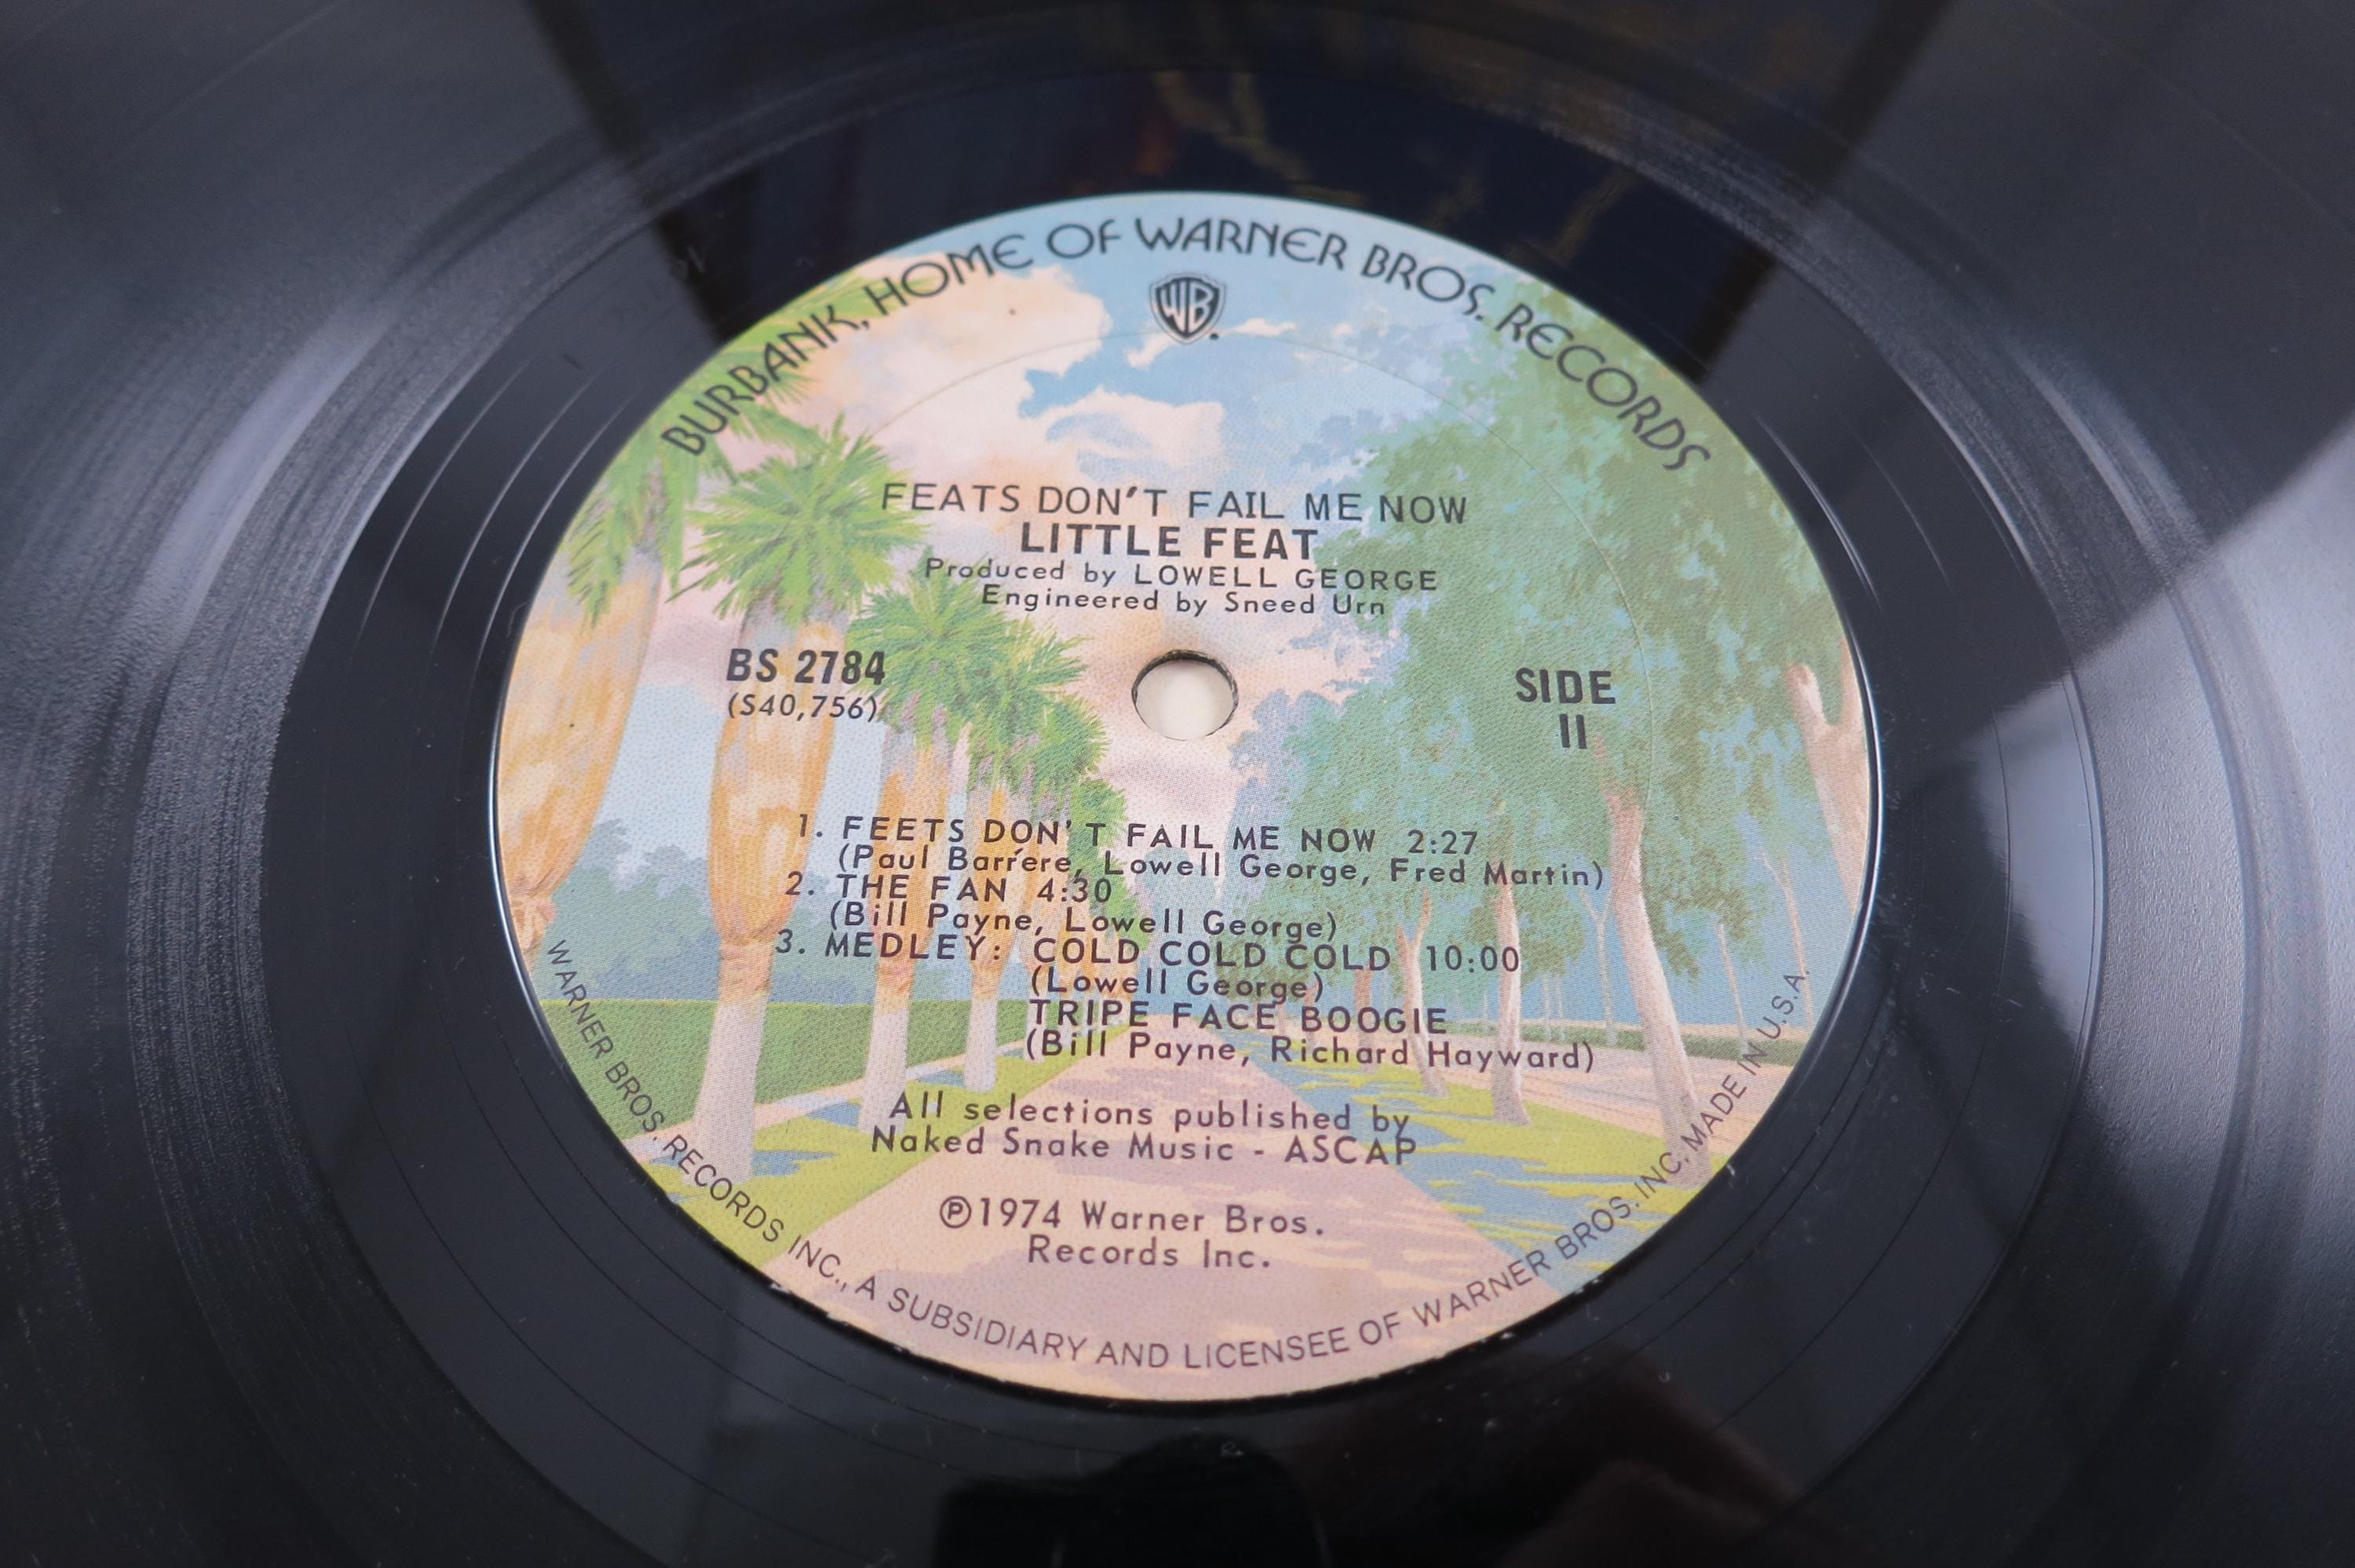 BURBANK, HOME OF WARNER BROS. RECORDS
WB
FEATS DON'T FAIL ME NOW
LITTLE FEAT
Produced by LOWELL GEORGE
Engineered by Sneed Urn
BS 2784
(S40,756)
SIDE
II
1. FEETS DON'T FAIL ME NOW 2:27
(Paul Barŕere, Lowell George, Fred Martin)
2. THE FAN 4:30
(Bill Payne, Lowell George)
3. MEDLEY: COLD COLD COLD 10:00
(Lowell George)
TRIPE FACE BOOGIE
(Bill Payne, Richard Hayward)
All selections published by
Naked Snake Music - ASCAP
Ⓟ1974 Warner Bros.
Records Inc.
WARNER BROS. RECORDS INC., A SUBSIDIARY AND LICENSEE OF WARNER BROS. INC. MADE IN U.S.A.